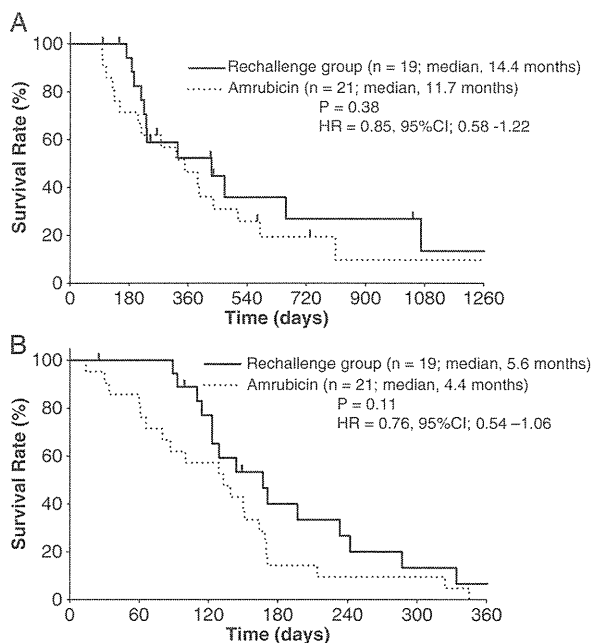 A
Survival Rate (%)
100
80
60
40
20
0
Rechallenge group (n = 19; median, 14.4 months)
Amrubicin (n = 21; median, 11.7 months)
P = 0.38
HR = 0.85, 95%CI; 0.58 -1.22
0 180 360 540 720 900 1080 1260
Time (days)
B
Survival Rate (%)
100
80
60
40
20
0
Rechallenge group (n = 19; median, 5.6 months)
Amrubicin (n = 21; median, 4.4 months)
P = 0.11
HR = 0.76, 95%CI; 0.54 –1.06
0 60 120 180 240 300 360
Time (days)